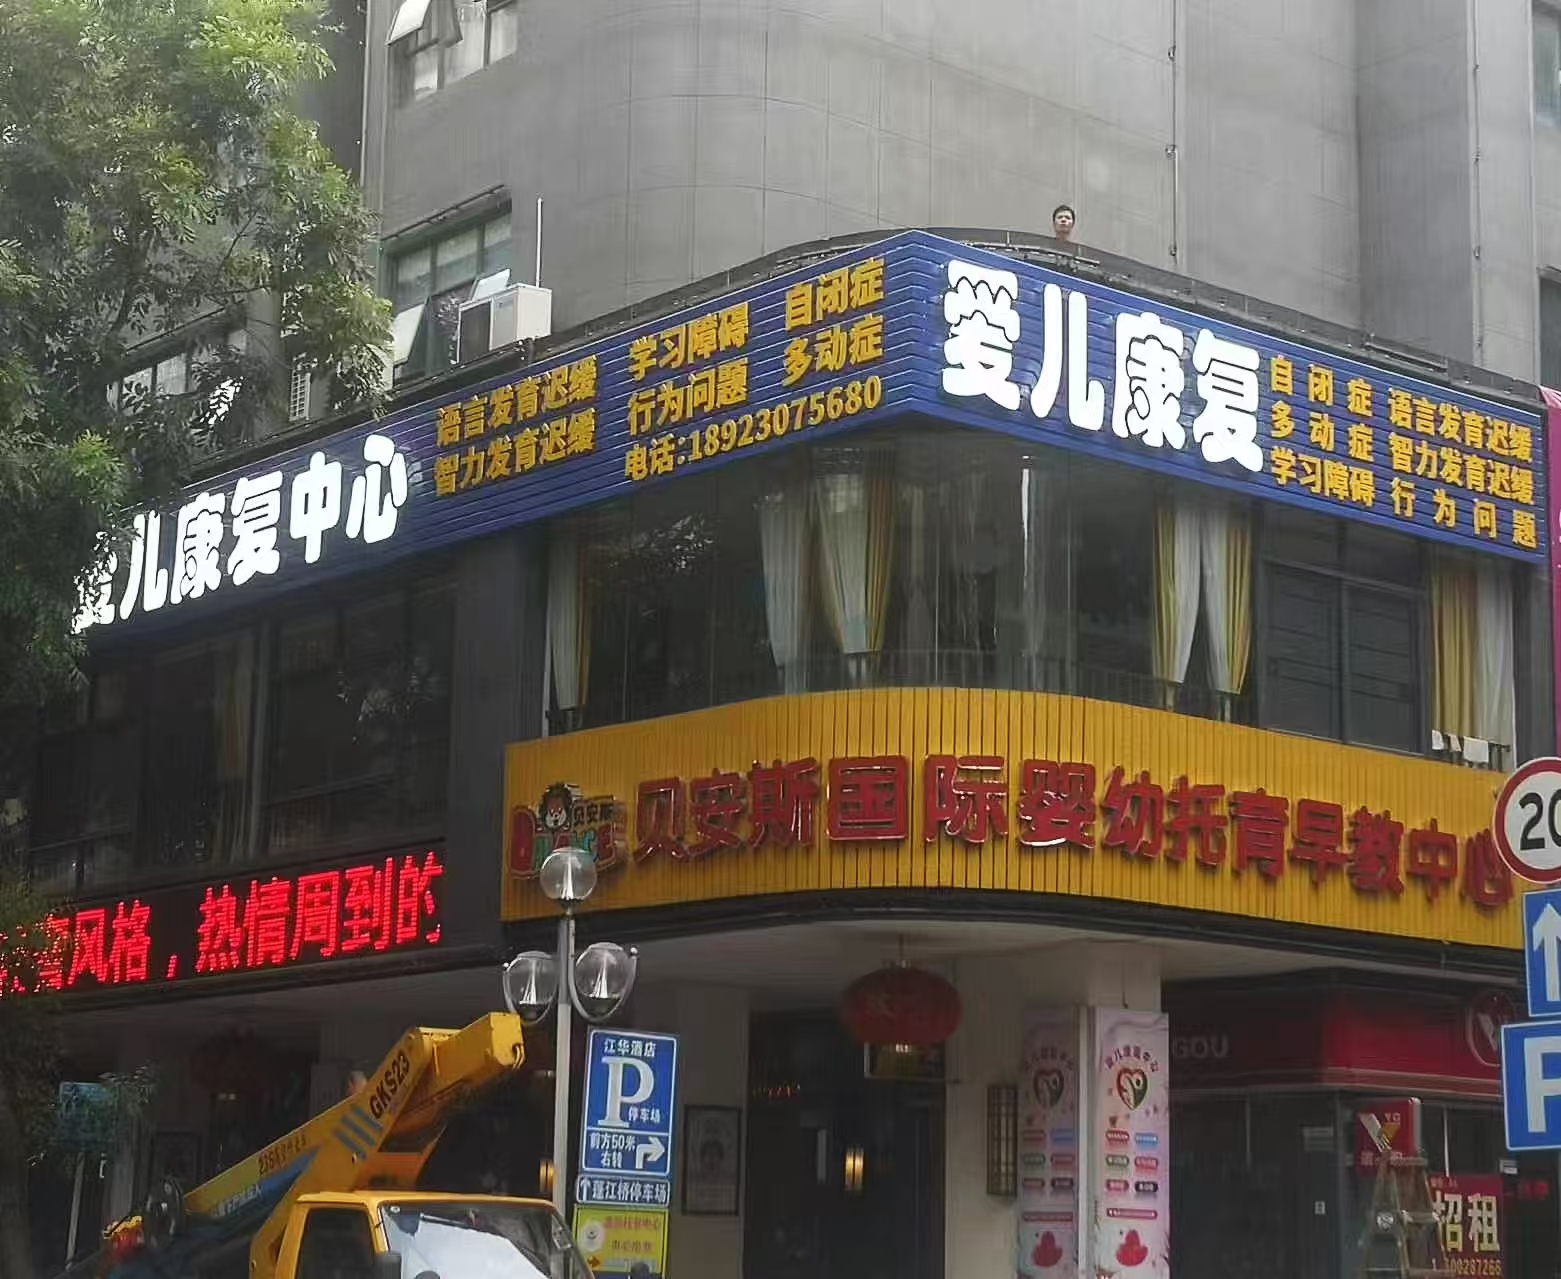 爱儿康复中心
语言发育迟缓 学习障碍 自闭症
智力发育迟缓 行为问题 多动症
电话:18923075680
爱儿康复
自闭症 语言发育迟缓
多动症 智力发育迟缓
学习障碍 行为问题
贝安斯
贝安斯国际婴幼托育早教中心
风格，热情周到的
GKS23
江华酒店
P
停车场
前方50米
右转
蓬江桥停车场
20
P
GOU
YG
招租